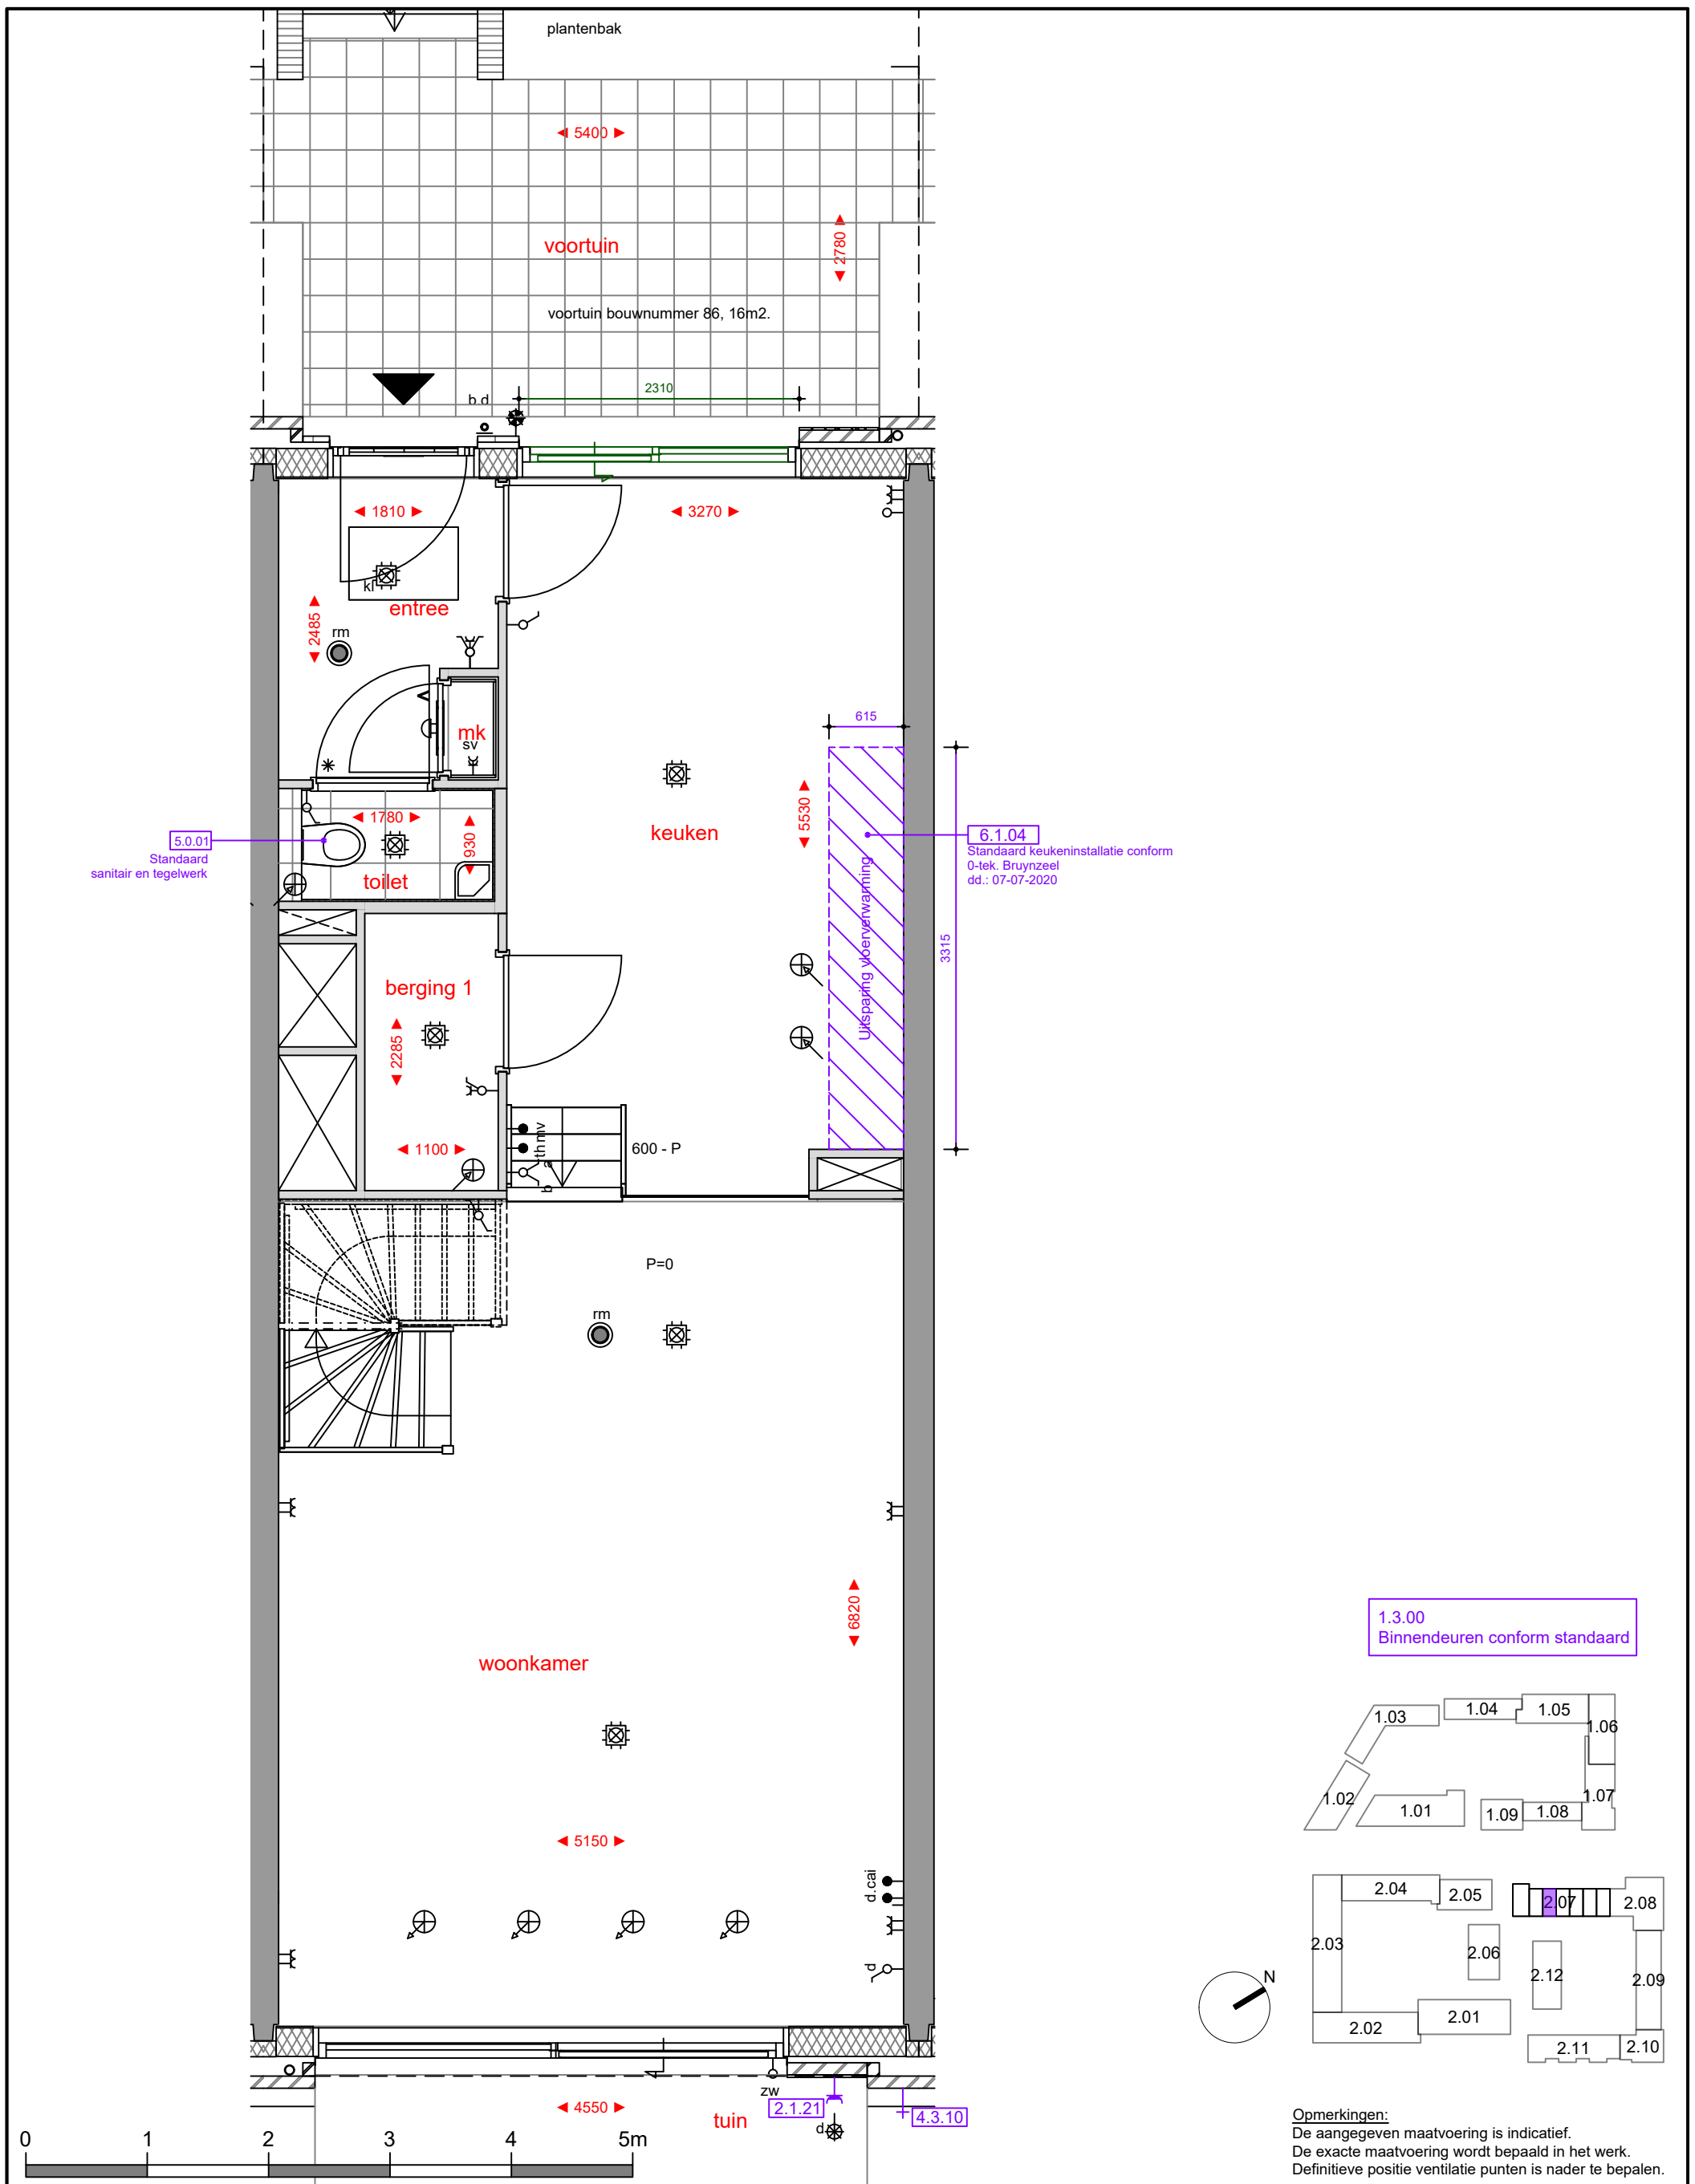 plantenbak
5400
2780
voortuin
voortuin bouwnummer 86, 16m2.
2310
b d
1810
3270
kl
entree
2485
rm
mk
sv
615
5530
keuken
6.1.04
Standaard keukeninstallatie conform
0-tek. Bruynzeel
dd.: 07-07-2020
Uitsparing vloerverwarming
3315
5.0.01
Standaard
sanitair en tegelwerk
1780
930
toilet
berging 1
2285
1100
th mv
600 - P
P=0
rm
6820
woonkamer
5150
d.cai
d
1.3.00
Binnendeuren conform standaard
1.03
1.04
1.05
1.06
1.02
1.01
1.09
1.08
1.07
2.04
2.05
2.07
2.08
2.03
2.06
2.12
2.09
N
2.02
2.01
2.11
2.10
zw
4550
tuin
2.1.21
d
4.3.10
0 1 2 3 4 5m
Opmerkingen:
De aangegeven maatvoering is indicatief.
De exacte maatvoering wordt bepaald in het werk.
Definitieve positie ventilatie punten is nader te bepalen.